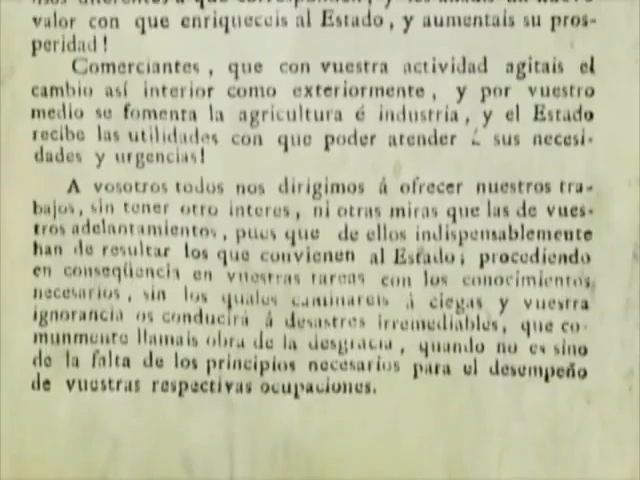 valor con que enriqueceis al Estado, y aumentais su pros-
peridad!
Comerciantes, que con vuestra actividad agitais el
cambio así interior como exteriormente, y por vuestro
medio se fomenta la agricultura é industria, y el Estado
recibe las utilidades con que poder atender á sus necesi-
dades y urgencias!
A vosotros todos nos dirigimos á ofrecer nuestros tra-
bajos, sin tener otro interes, ni otras miras que las de vues-
tros adelantamientos, pues que de ellos indispensablemente
han de resultar los que convienen al Estado; procediendo
en conseqüencia en vuestras tareas con los conocimientos
necesarios, sin los quales caminareis á ciegas y vuestra
ignorancia os conducirá á desastres irremediables, que co-
munmente llamais obra de la desgracia, quando no es sino
de la falta de los principios necesarios para el desempeño
de vuestras respectivas ocupaciones.